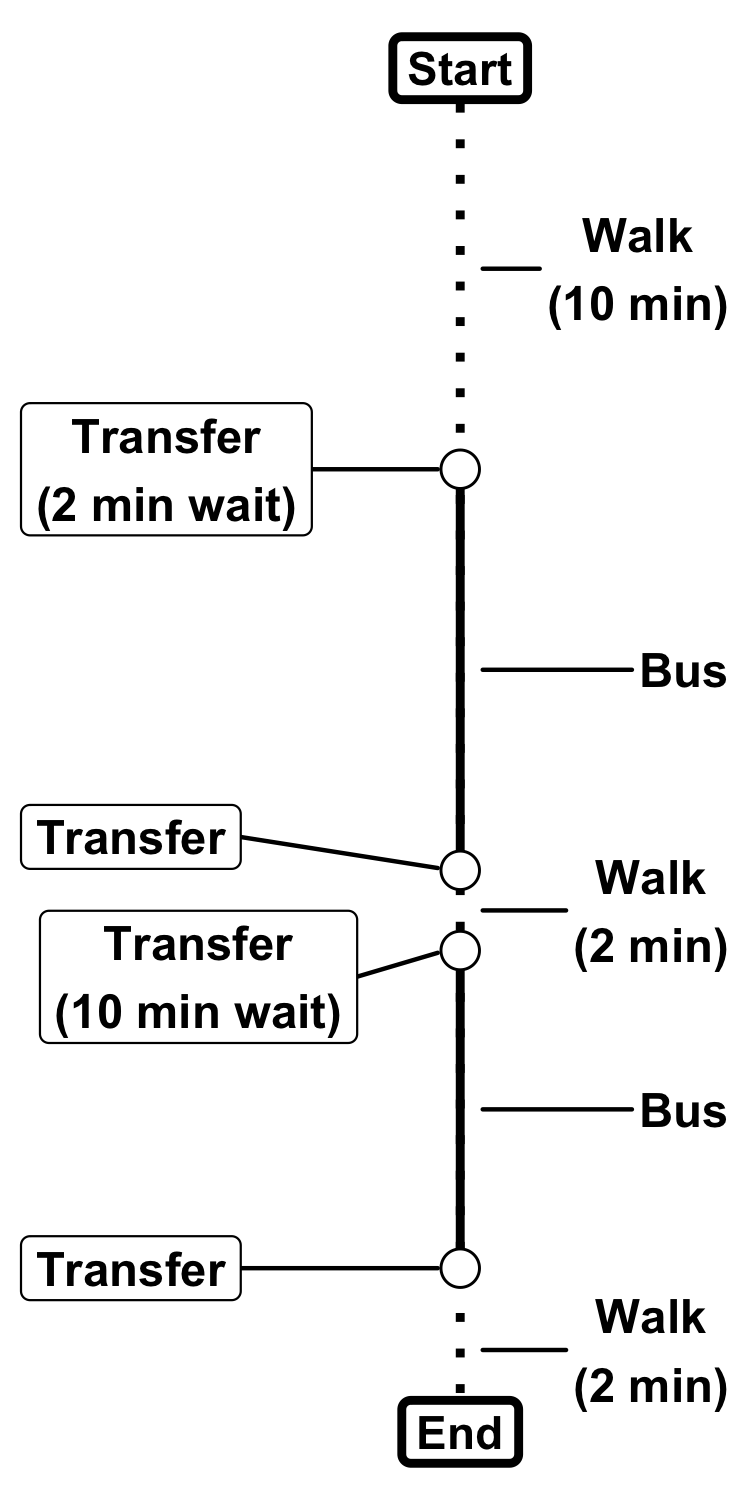 Start
Walk
(10 min)
Transfer
(2 min wait)
Bus
Transfer
Walk
(2 min)
Transfer
(10 min wait)
Bus
Transfer
Walk
(2 min)
End